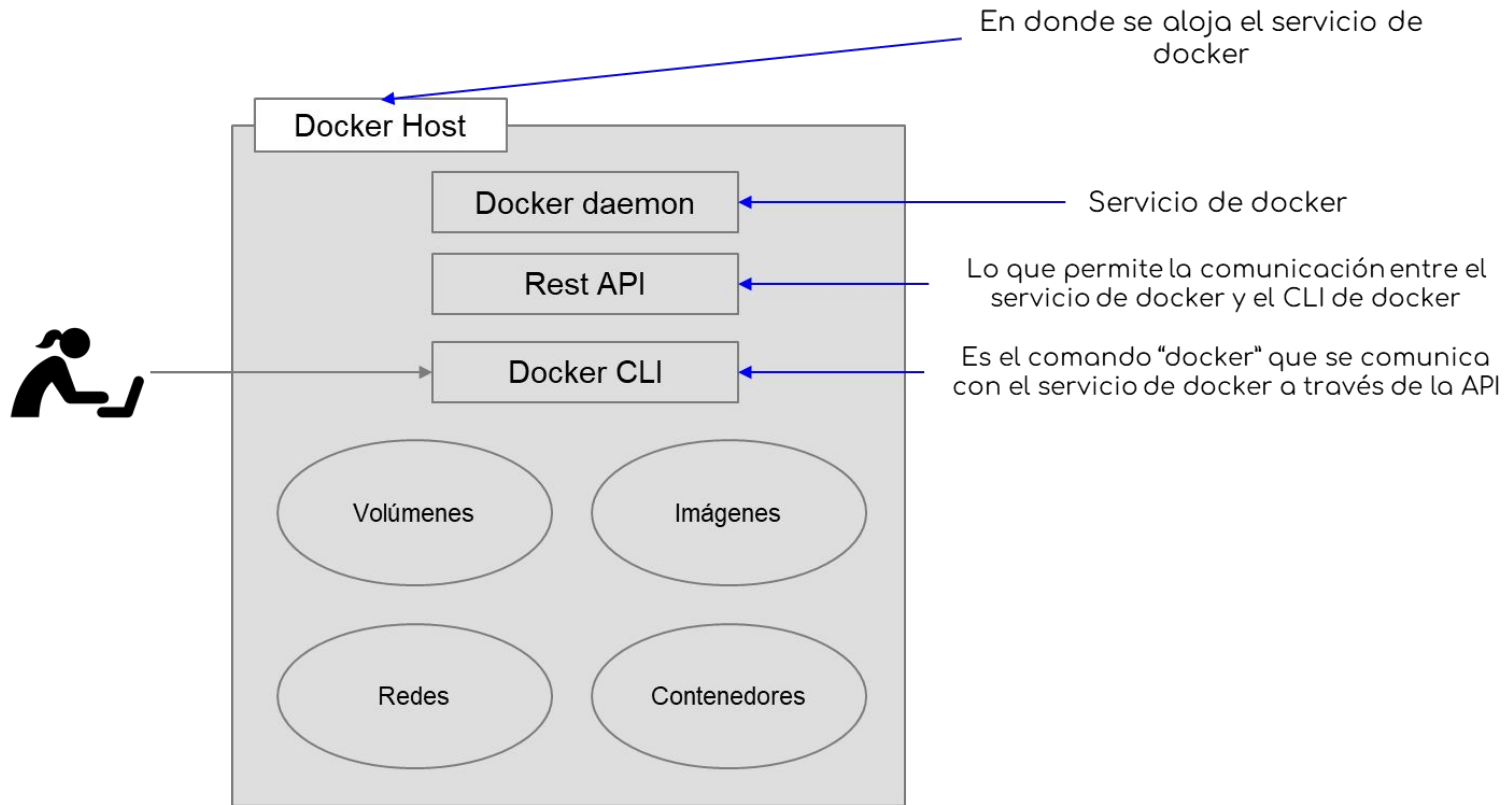 En donde se aloja el servicio de
docker
Docker Host
Docker daemon
Servicio de docker
Rest API
Lo que permite la comunicación entre el
servicio de docker y el CLI de docker
Docker CLI
Es el comando “docker” que se comunica
con el servicio de docker a través de la API
Volúmenes
Imágenes
Redes
Contenedores